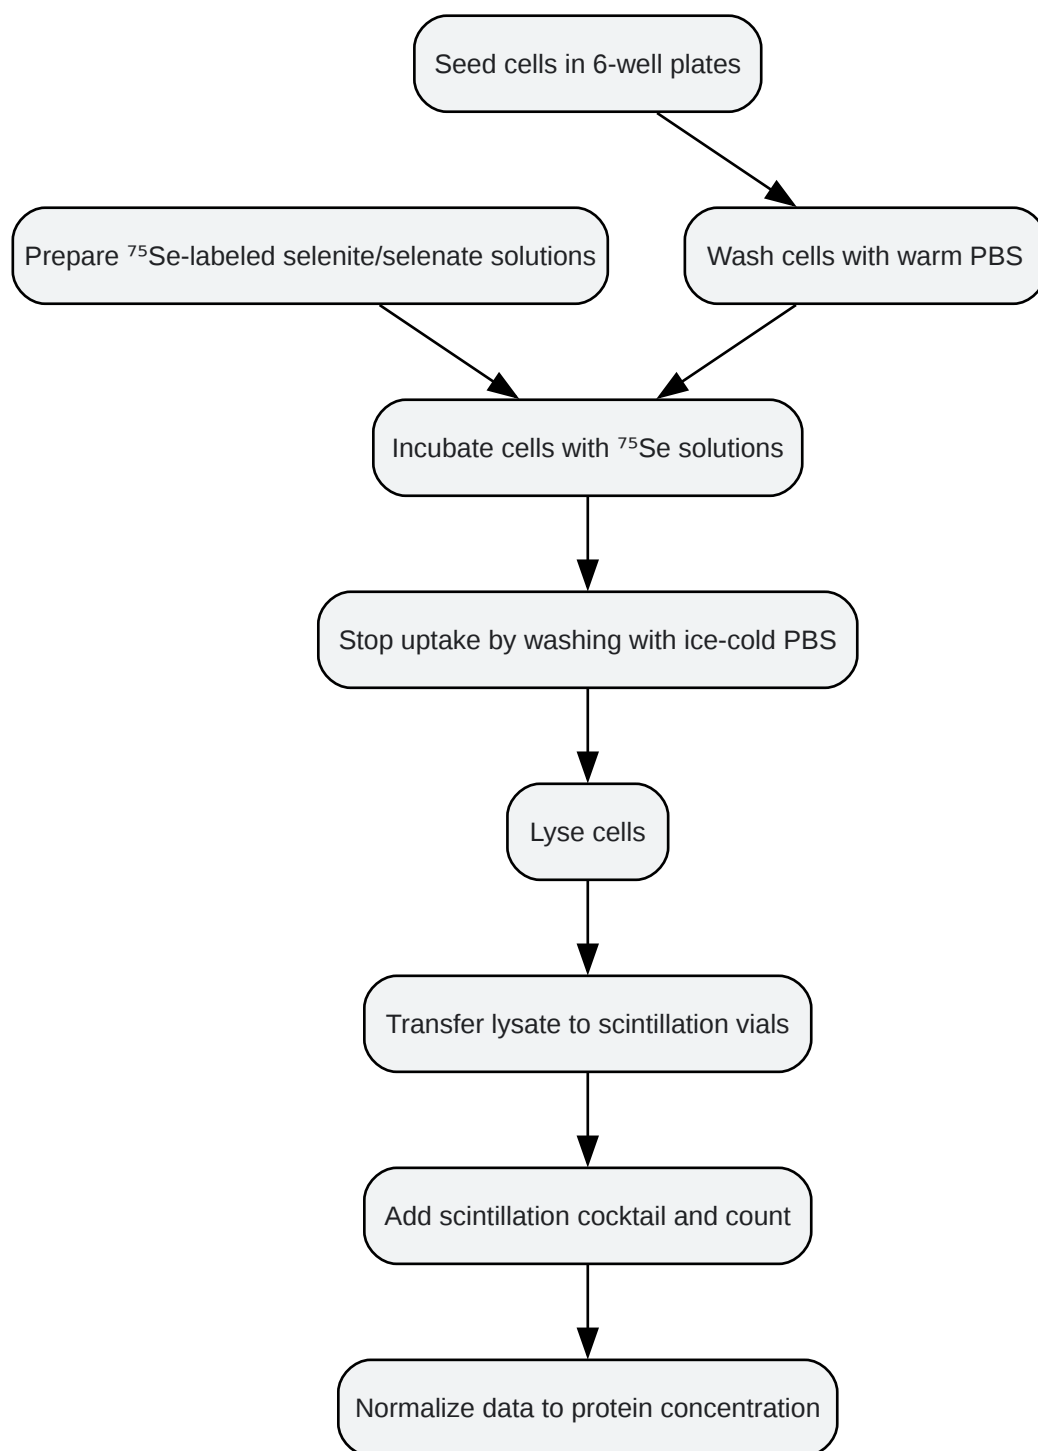 Seed cells in 6-well plates
Prepare ⁷⁵Se-labeled selenite/selenate solutions
Wash cells with warm PBS
Incubate cells with ⁷⁵Se solutions
Stop uptake by washing with ice-cold PBS
Lyse cells
Transfer lysate to scintillation vials
Add scintillation cocktail and count
Normalize data to protein concentration